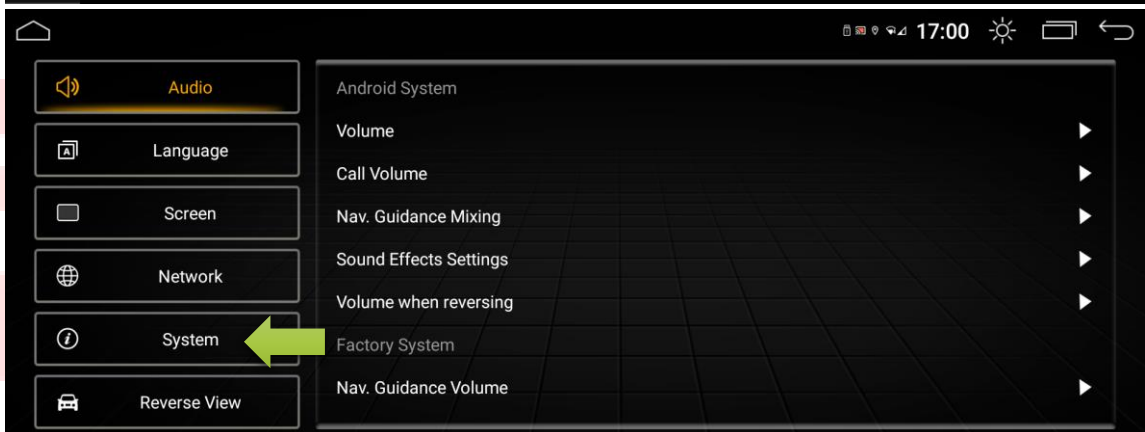 17:00
Audio
A
Language
Screen
Network
i
System
Reverse View
Android System
Volume
Call Volume
Nav. Guidance Mixing
Sound Effects Settings
Volume when reversing
Factory System
Nav. Guidance Volume